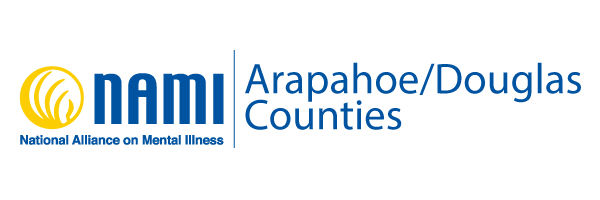 NAMI
National Alliance on Mental Illness
Arapahoe/Douglas
Counties